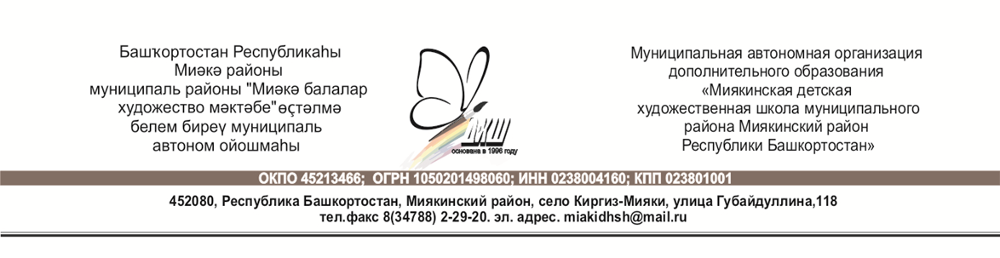 Башҡортостан Республикаһы
Миәкә районы
муниципаль районы "Миәкә балалар
художество мәктәбе"өҫтәлмә
белем биреү муниципаль
автоном ойошмаһы
основана в 1996 году
Муниципальная автономная организация
дополнительного образования
«Миякинская детская
художественная школа муниципального
района Миякинский район
Республики Башкортостан»
ОКПО 45213466; ОГРН 1050201498060; ИНН 0238004160; КПП 023801001
452080, Республика Башкортостан, Миякинский район, село Киргиз-Мияки, улица Губайдуллина,118
тел.факс 8(34788) 2-29-20. эл. адрес. miakidhsh@mail.ru